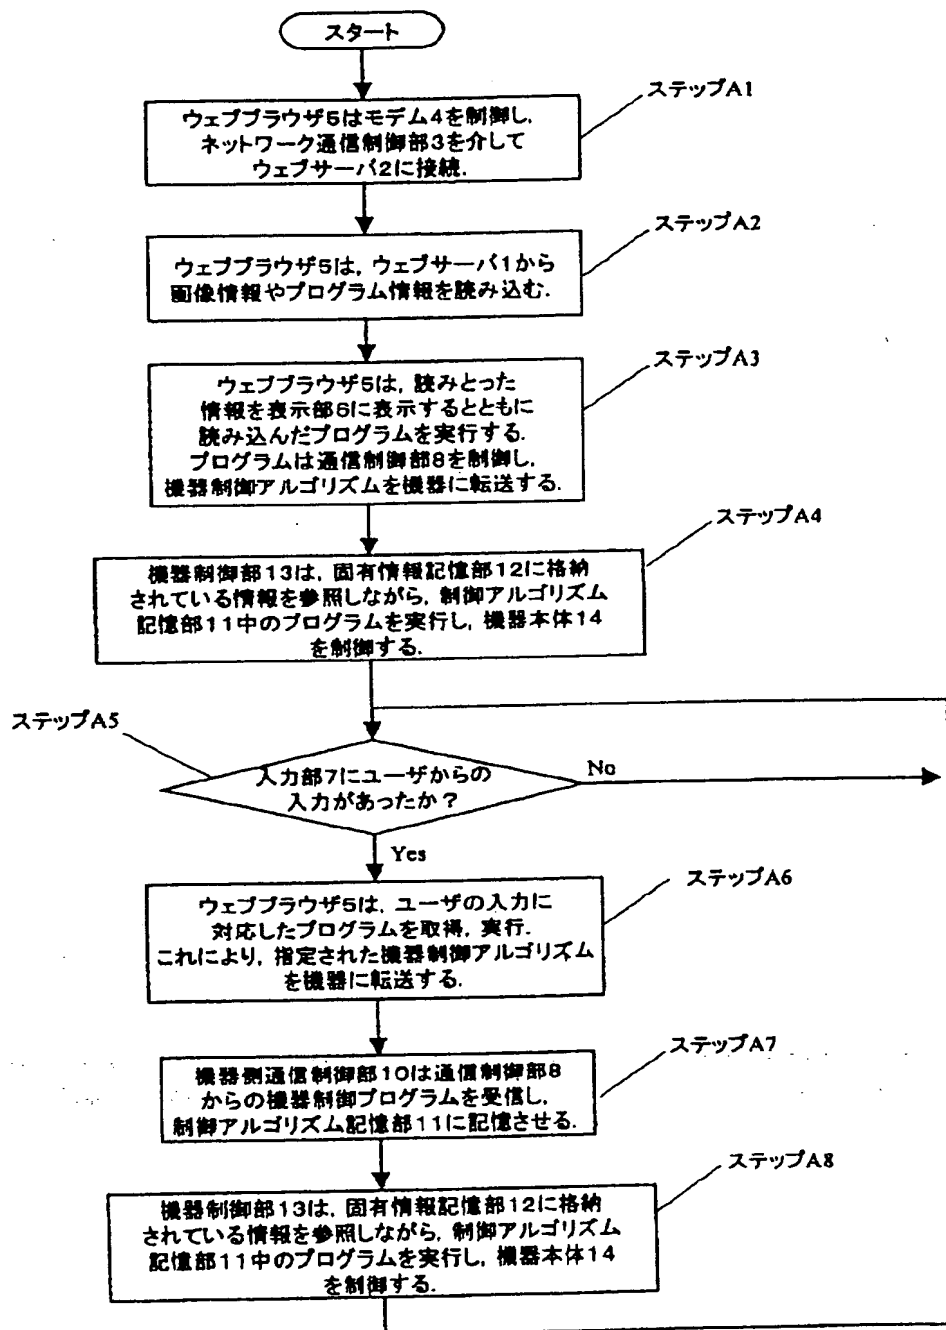 スタート
ステップA1
ウェブブラウザ5はモデム4を制御し,
ネットワーク通信制御部3を介して
ウェブサーバ2に接続.
ステップA2
ウェブブラウザ5は, ウェブサーバ1から
画像情報やプログラム情報を読み込む.
ステップA3
ウェブブラウザ5は, 読みとった
情報を表示部6に表示するとともに
読み込んだプログラムを実行する.
プログラムは通信制御部8を制御し,
機器制御アルゴリズムを機器に転送する.
ステップA4
機器制御部13は, 固有情報記憶部12に格納
されている情報を参照しながら, 制御アルゴリズム
記憶部11中のプログラムを実行し, 機器本体14
を制御する.
ステップA5
入力部7にユーザからの
入力があったか？
No
Yes
ステップA6
ウェブブラウザ5は, ユーザの入力に
対応したプログラムを取得, 実行.
これにより, 指定された機器制御アルゴリズム
を機器に転送する.
ステップA7
機器側通信制御部10は通信制御部8
からの機器制御プログラムを受信し,
制御アルゴリズム記憶部11に記憶させる.
ステップA8
機器制御部13は, 固有情報記憶部12に格納
されている情報を参照しながら, 制御アルゴリズム
記憶部11中のプログラムを実行し, 機器本体14
を制御する.